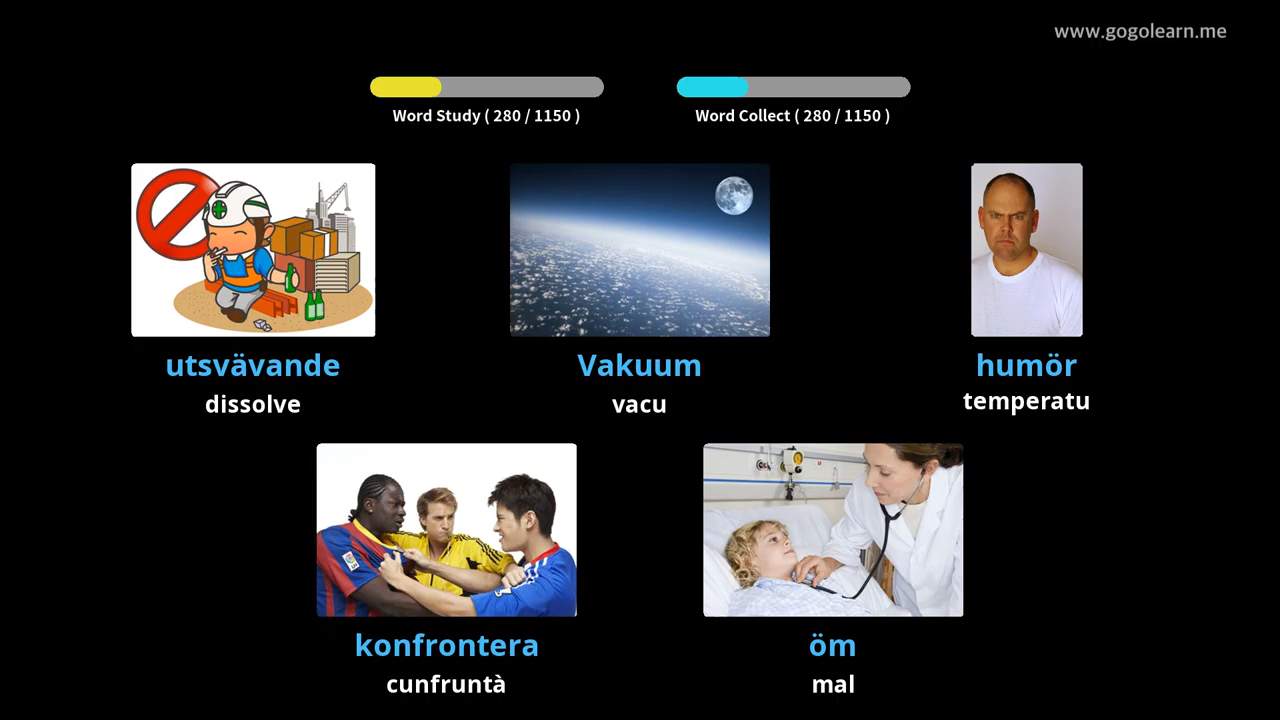 www.gogolearn.me
Word Study ( 280 / 1150 )
Word Collect ( 280 / 1150 )
utsvävande
dissolve
Vakuum
vacu
humör
temperatu
konfrontera
cunfruntà
öm
mal